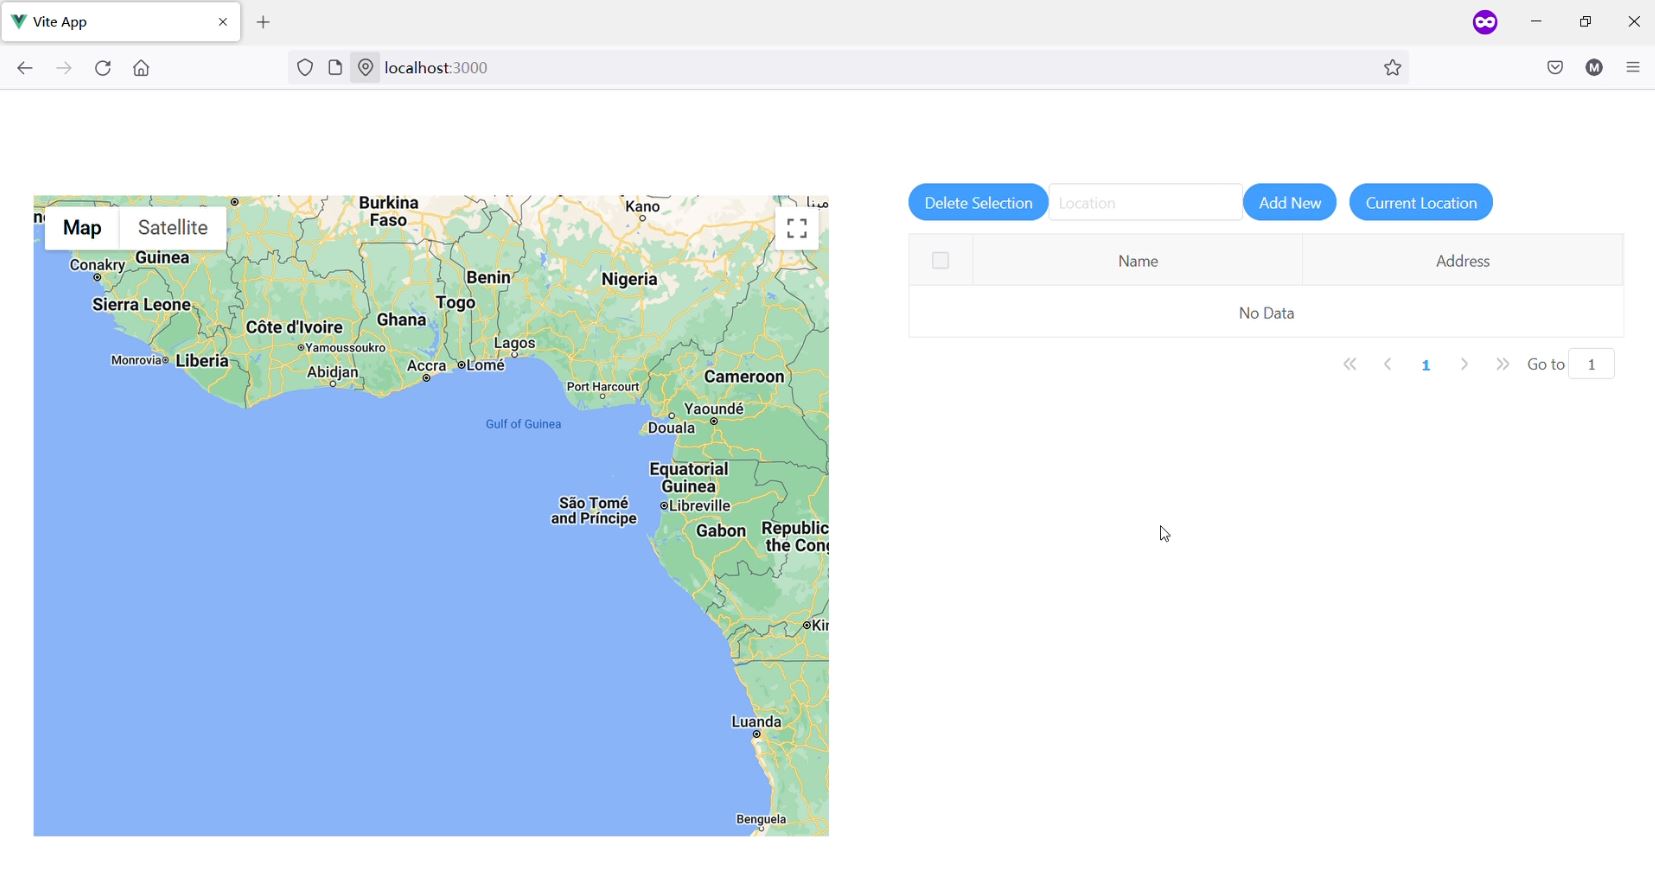 Vite App
M
localhost:3000
Delete Selection Location Add New Current Location
Name Address
No Data
1 Go to 1
Map Satellite
Burkina
Faso
Kano
مينا
Guinea
Conakry
Benin
Nigeria
Sierra Leone
Togo
Ghana
Côte d'Ivoire
Yamoussoukro
Lagos
Monrovia
Liberia
Abidjan
Accra
Lomé
Port Harcourt
Cameroon
Yaoundé
Douala
Gulf of Guinea
Equatorial
Guinea
São Tomé
and Príncipe
Libreville
Gabon
Republic
the Con
Kin
Luanda
Benguela